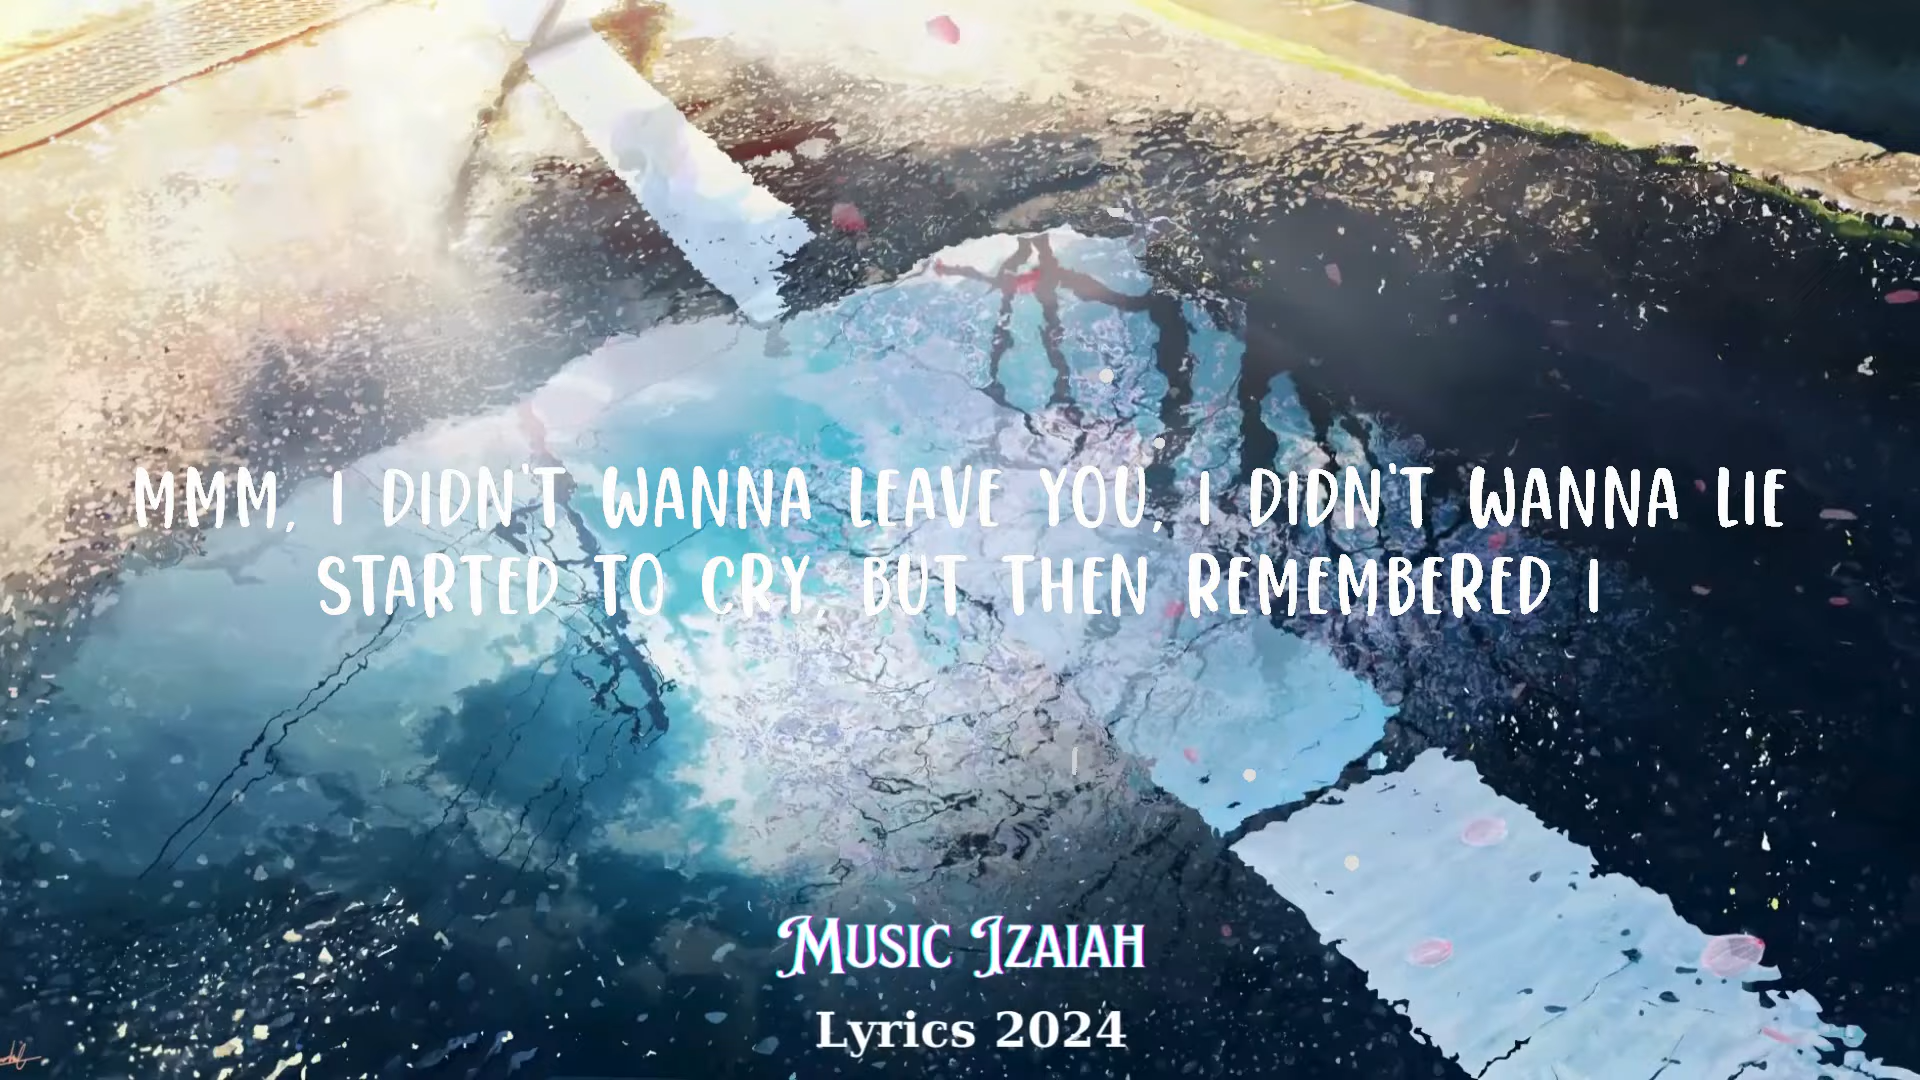 MMM, I DIDN'T WANNA LEAVE YOU, I DIDN'T WANNA LIE
STARTED TO CRY, BUT THEN REMEMBERED I
MUSIC IZAIAH
Lyrics 2024